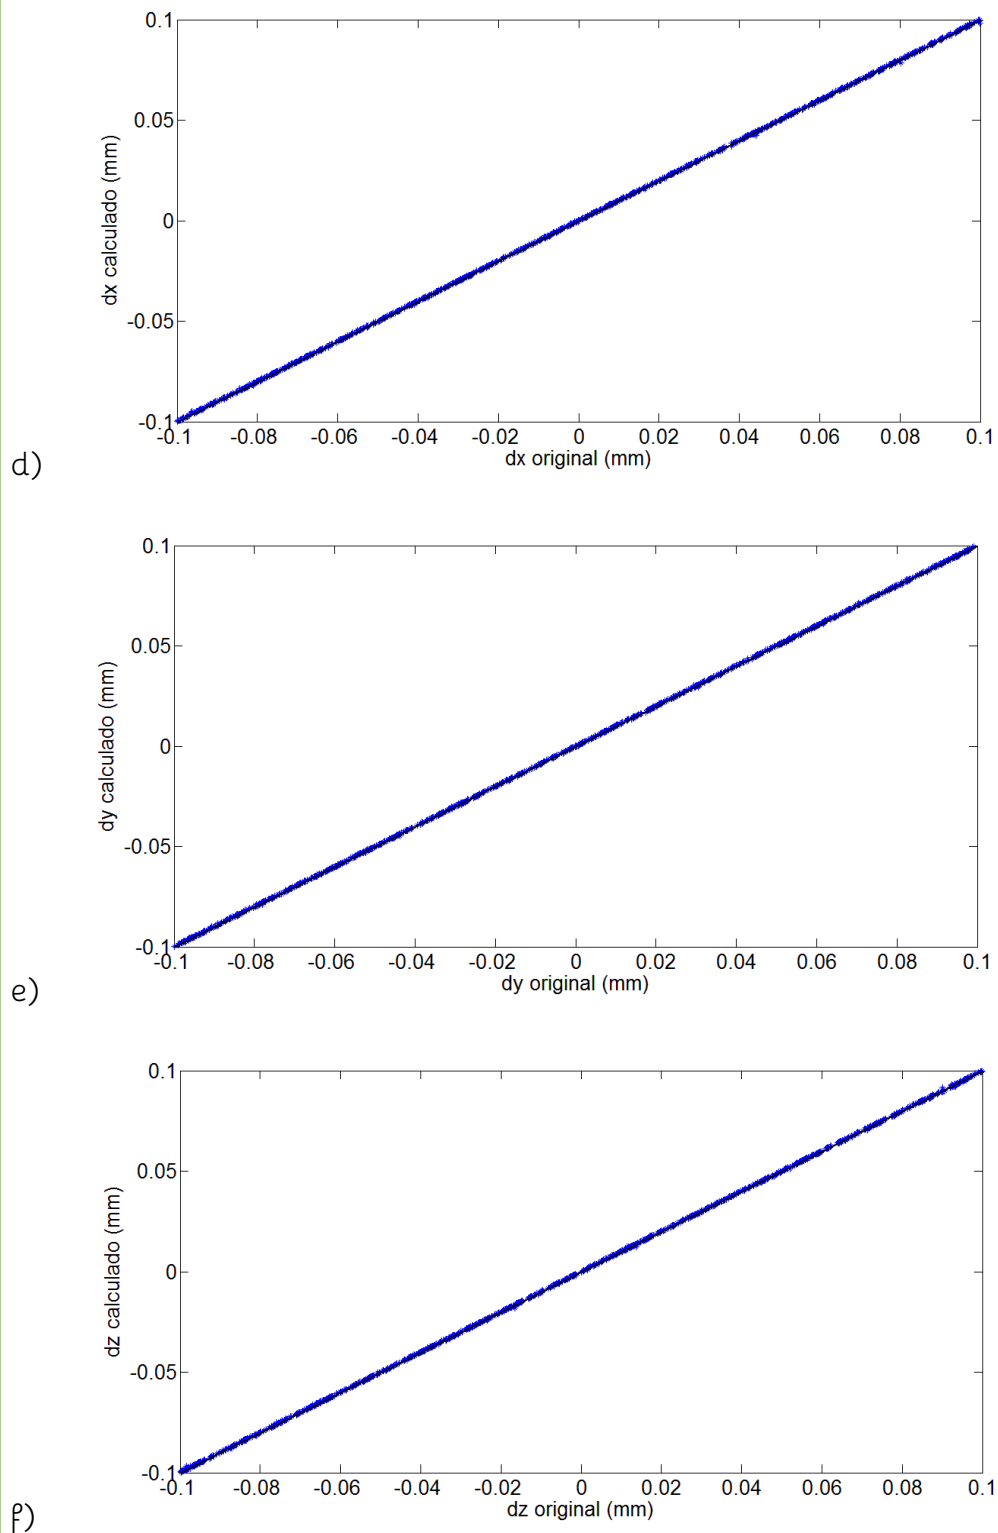 0.1
0.05
0
-0.05
-0.1
dx calculado (mm)
-0.1 -0.08 -0.06 -0.04 -0.02 0 0.02 0.04 0.06 0.08 0.1
dx original (mm)
d)
0.1
0.05
0
-0.05
-0.1
dy calculado (mm)
-0.1 -0.08 -0.06 -0.04 -0.02 0 0.02 0.04 0.06 0.08 0.1
dy original (mm)
e)
0.1
0.05
0
-0.05
-0.1
dz calculado (mm)
-0.1 -0.08 -0.06 -0.04 -0.02 0 0.02 0.04 0.06 0.08 0.1
dz original (mm)
f)